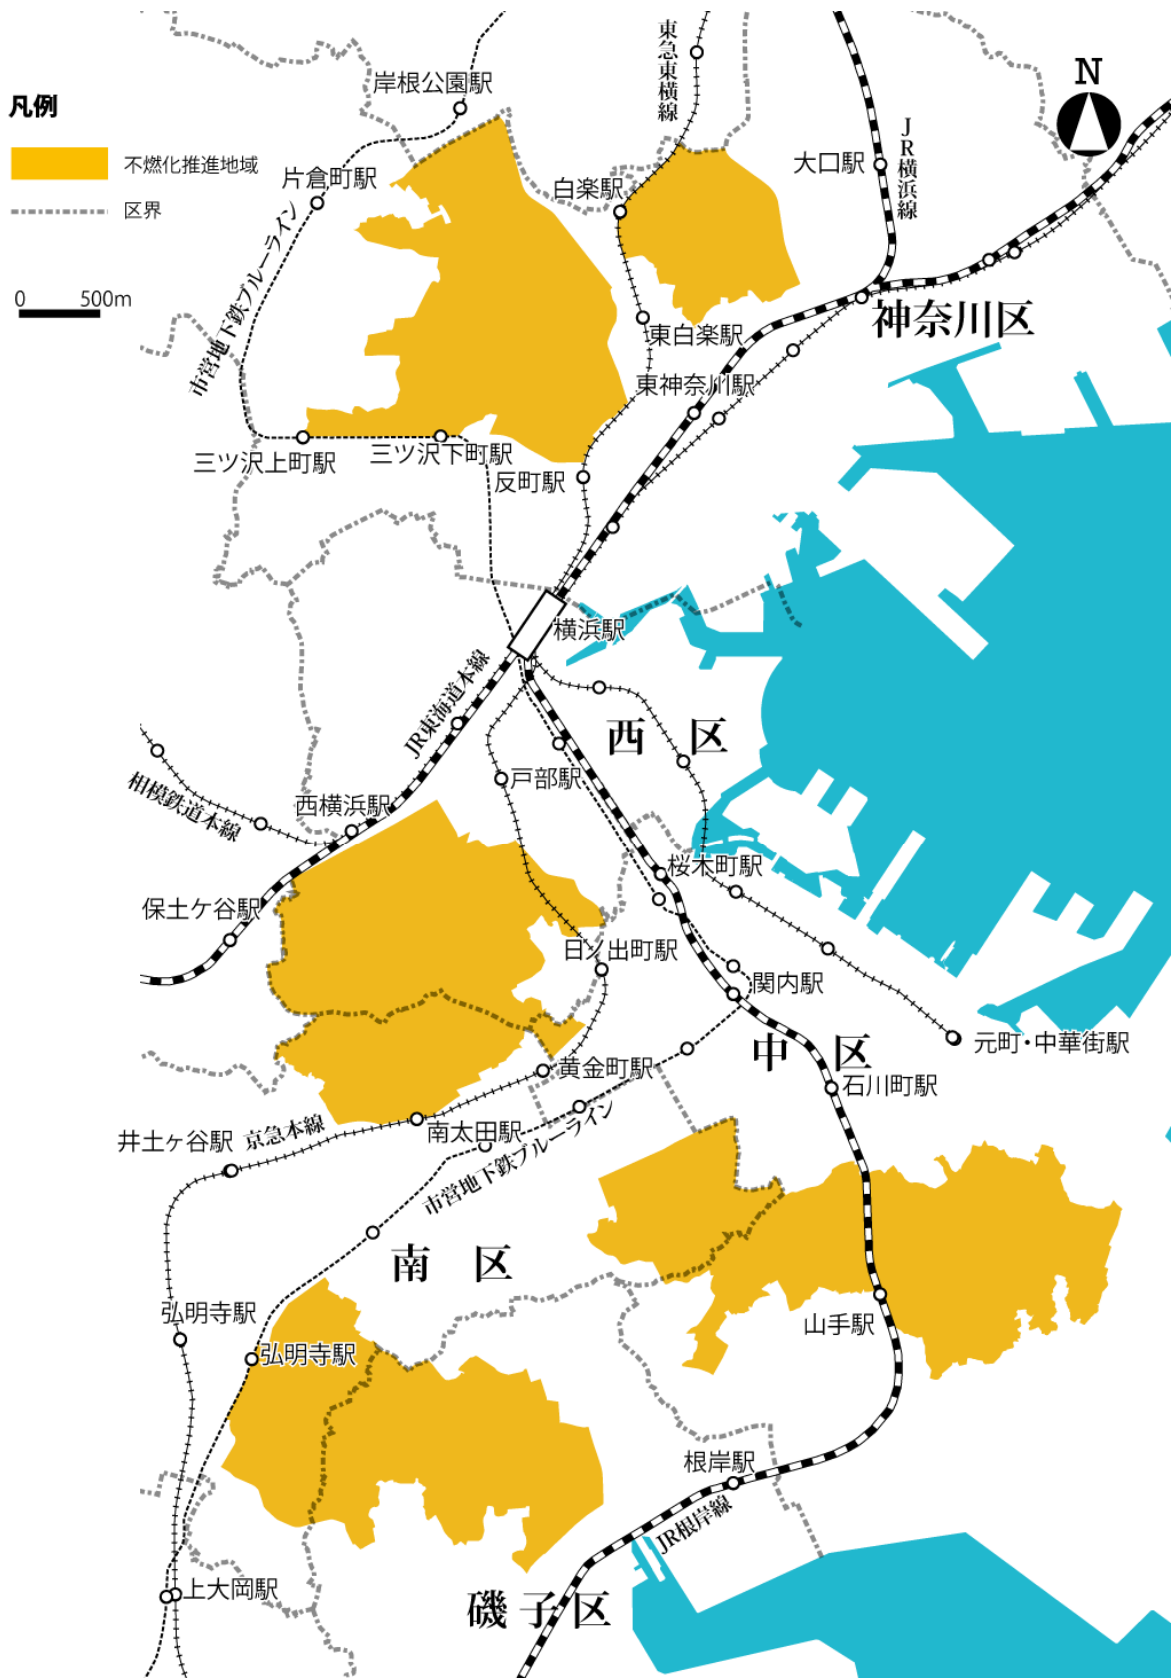 凡例
不燃化推進地域
区界
0 500m
N
東急東横線
岸根公園駅
JR横浜線
大口駅
片倉町駅
白楽駅
市営地下鉄ブルーライン
神奈川区
東白楽駅
東神奈川駅
三ツ沢上町駅
三ツ沢下町駅
反町駅
横浜駅
JR東海道本線
西区
戸部駅
相模鉄道本線
西横浜駅
桜木町駅
保土ケ谷駅
日ノ出町駅
関内駅
中区
元町・中華街駅
黄金町駅
石川町駅
井土ヶ谷駅
京急本線
南太田駅
市営地下鉄ブルーライン
南区
弘明寺駅
山手駅
弘明寺駅
根岸駅
JR根岸線
上大岡駅
磯子区